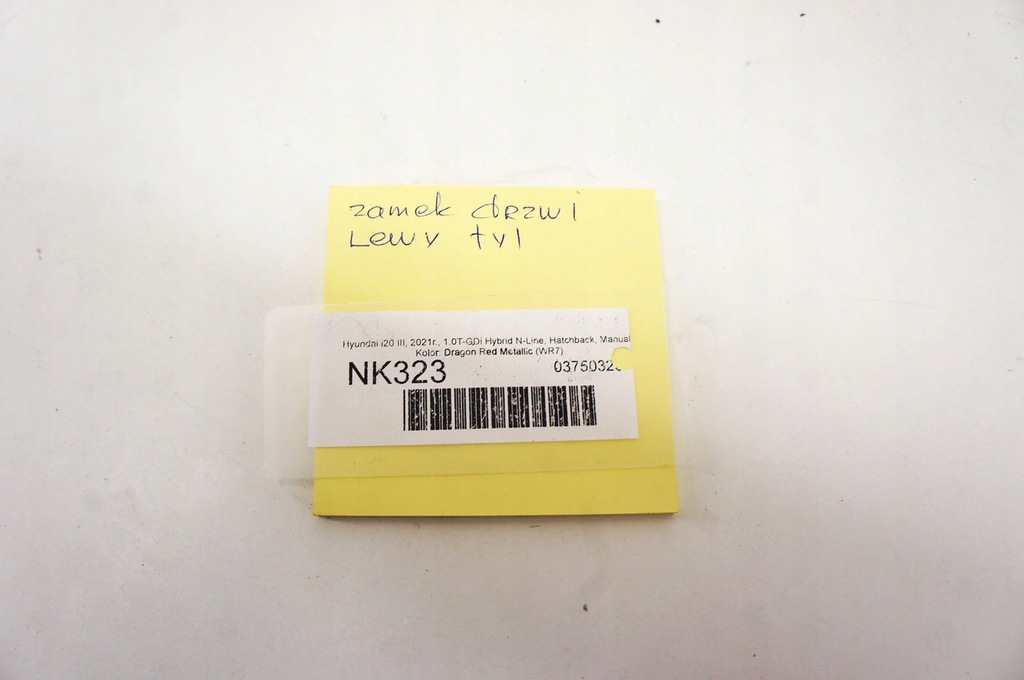 zamek drzwi
Lewy tyl
Hyundai i20 III, 2021r., 1.0T-GDi Hybrid N-Line, Hatchback, Manual
Kolor: Dragon Red Metallic (WR7)
NK323